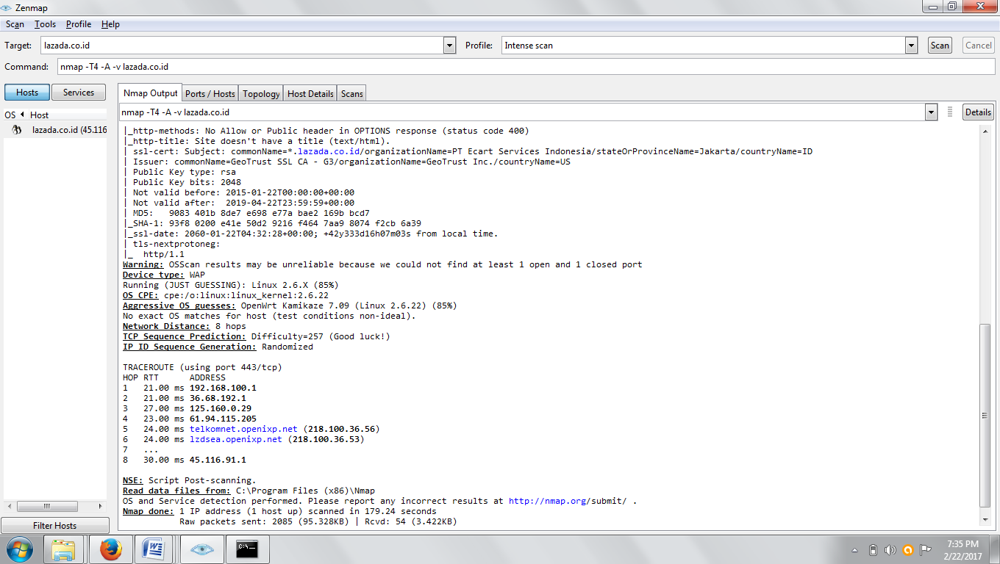 Zenmap
Scan Tools Profile Help
Target: lazada.co.id Profile: Intense scan Scan Cancel
Command: nmap -T4 -A -v lazada.co.id
Hosts Services
Nmap Output Ports / Hosts Topology Host Details Scans
OS Host
lazada.co.id (45.116
Filter Hosts
nmap -T4 -A -v lazada.co.id Details
|_http-methods: No Allow or Public header in OPTIONS response (status code 400)
|_http-title: Site doesn't have a title (text/html).
| ssl-cert: Subject: commonName=*.lazada.co.id/organizationName=PT Ecart Services Indonesia/stateOrProvinceName=Jakarta/countryName=ID
| Issuer: commonName=GeoTrust SSL CA - G3/organizationName=GeoTrust Inc./countryName=US
| Public Key type: rsa
| Public Key bits: 2048
| Not valid before: 2015-01-22T00:00:00+00:00
| Not valid after:  2019-04-22T23:59:59+00:00
| MD5:   9083 401b 8de7 e698 e77a bae2 169b bcd7
|_SHA-1: 93f8 0200 e41e 50d2 9216 f464 7aa9 8074 f2cb 6a39
|_ssl-date: 2060-01-22T04:32:28+00:00; +42y333d16h07m03s from local time.
| tls-nextprotoneg:
|_  http/1.1
Warning: OSScan results may be unreliable because we could not find at least 1 open and 1 closed port
Device type: WAP
Running (JUST GUESSING): Linux 2.6.X (85%)
OS CPE: cpe:/o:linux:linux_kernel:2.6.22
Aggressive OS guesses: OpenWrt Kamikaze 7.09 (Linux 2.6.22) (85%)
No exact OS matches for host (test conditions non-ideal).
Network Distance: 8 hops
TCP Sequence Prediction: Difficulty=257 (Good luck!)
IP ID Sequence Generation: Randomized
TRACEROUTE (using port 443/tcp)
HOP RTT      ADDRESS
1   21.00 ms 192.168.100.1
2   21.00 ms 36.68.192.1
3   27.00 ms 125.160.0.29
4   23.00 ms 61.94.115.205
5   24.00 ms telkomnet.openixp.net (218.100.36.56)
6   24.00 ms lzdsea.openixp.net (218.100.36.53)
7   ...
8   30.00 ms 45.116.91.1
NSE: Script Post-scanning.
Read data files from: C:\Program Files (x86)\Nmap
OS and Service detection performed. Please report any incorrect results at http://nmap.org/submit/ .
Nmap done: 1 IP address (1 host up) scanned in 179.24 seconds
Raw packets sent: 2085 (95.328KB) | Rcvd: 54 (3.422KB)
7:35 PM
2/22/2017